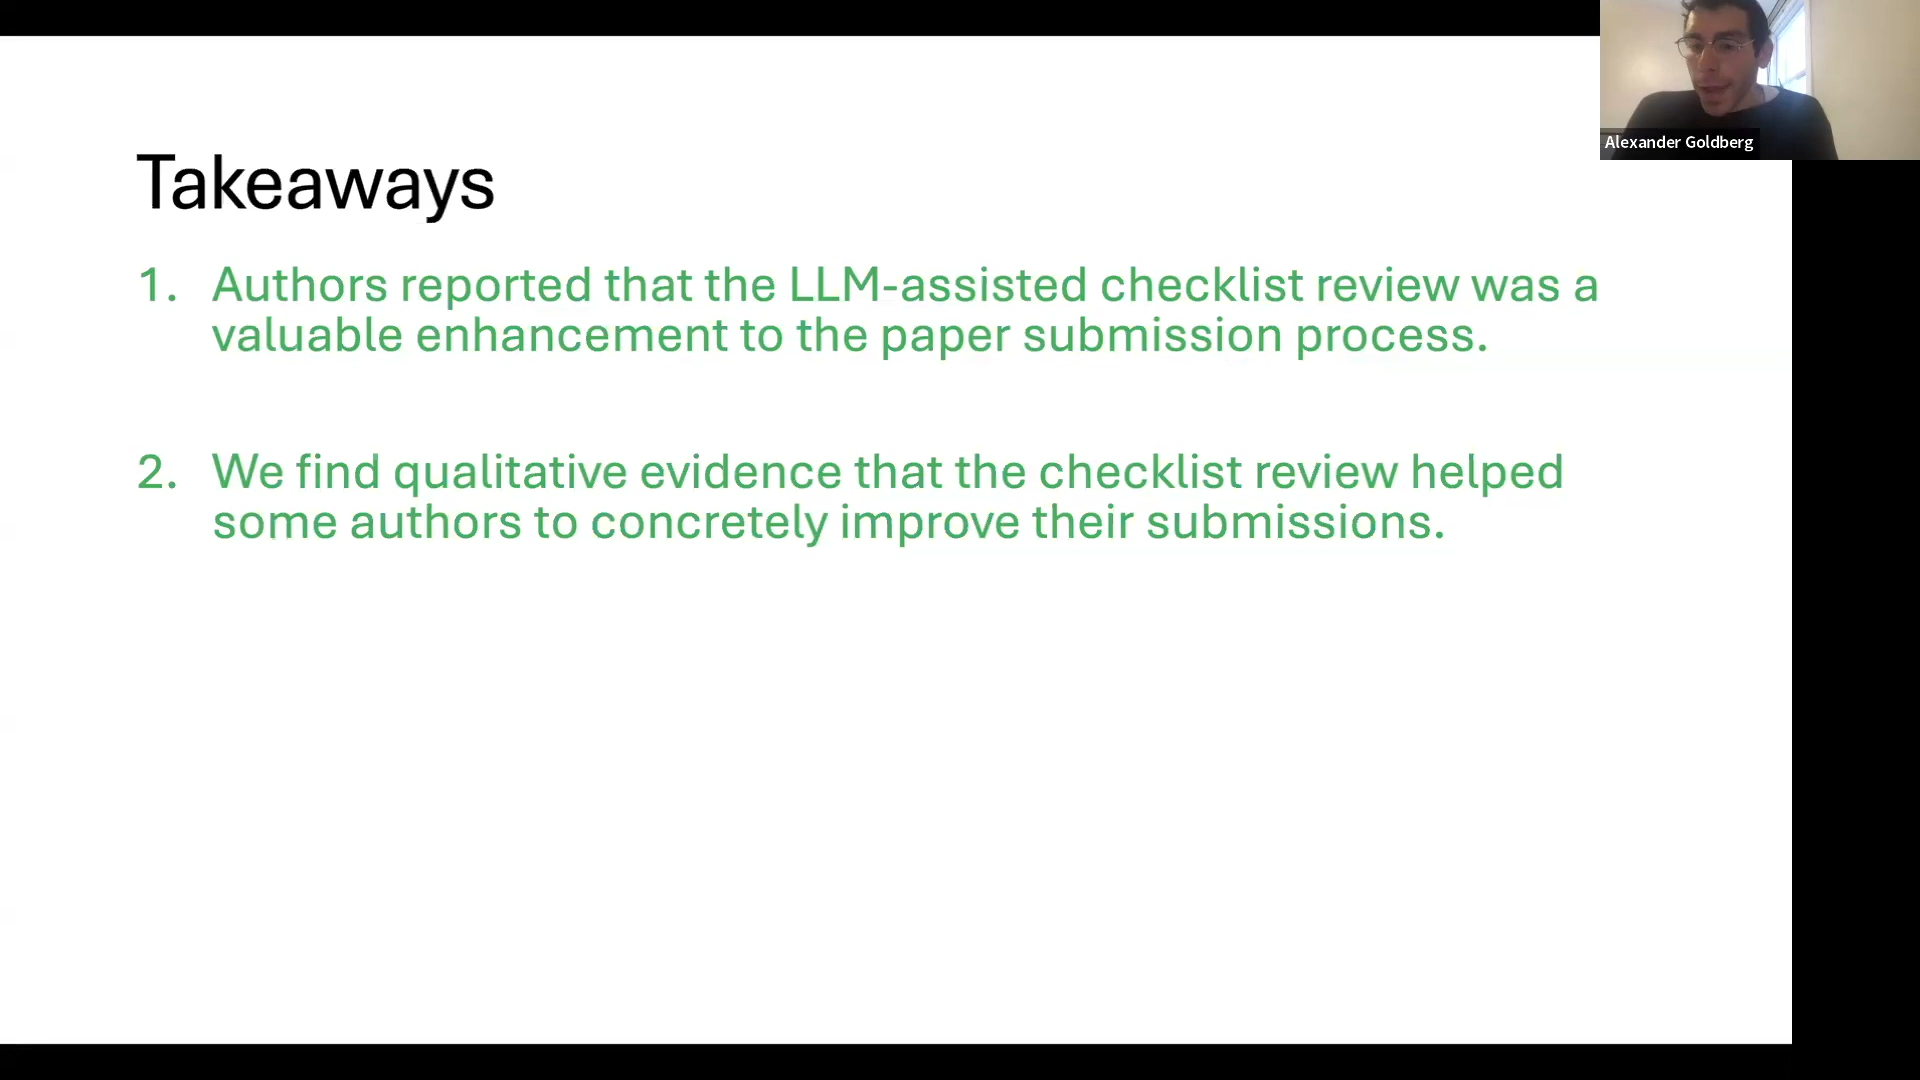 Alexander Goldberg
Takeaways
1. Authors reported that the LLM-assisted checklist review was a
valuable enhancement to the paper submission process.
2. We find qualitative evidence that the checklist review helped
some authors to concretely improve their submissions.